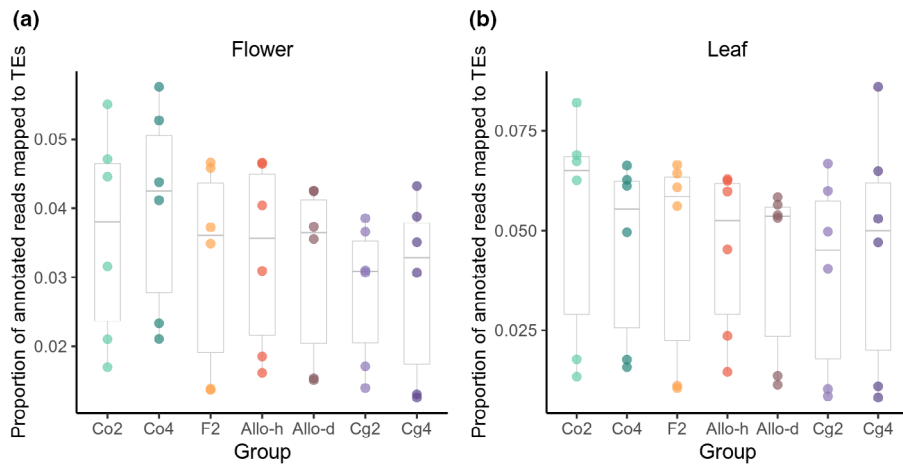 (a)
Flower
Proportion of annotated reads mapped to TEs
0.05
0.04
0.03
0.02
Co2 Co4 F2 Allo-h Allo-d Cg2 Cg4
Group
(b)
Leaf
Proportion of annotated reads mapped to TEs
0.075
0.050
0.025
Co2 Co4 F2 Allo-h Allo-d Cg2 Cg4
Group